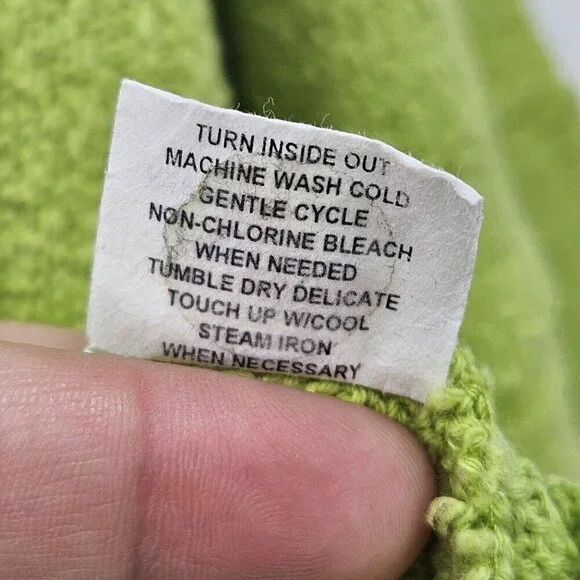 TURN INSIDE OUT
MACHINE WASH COLD
GENTLE CYCLE
NON-CHLORINE BLEACH
WHEN NEEDED
TUMBLE DRY DELICATE
TOUCH UP W/COOL
STEAM IRON
WHEN NECESSARY